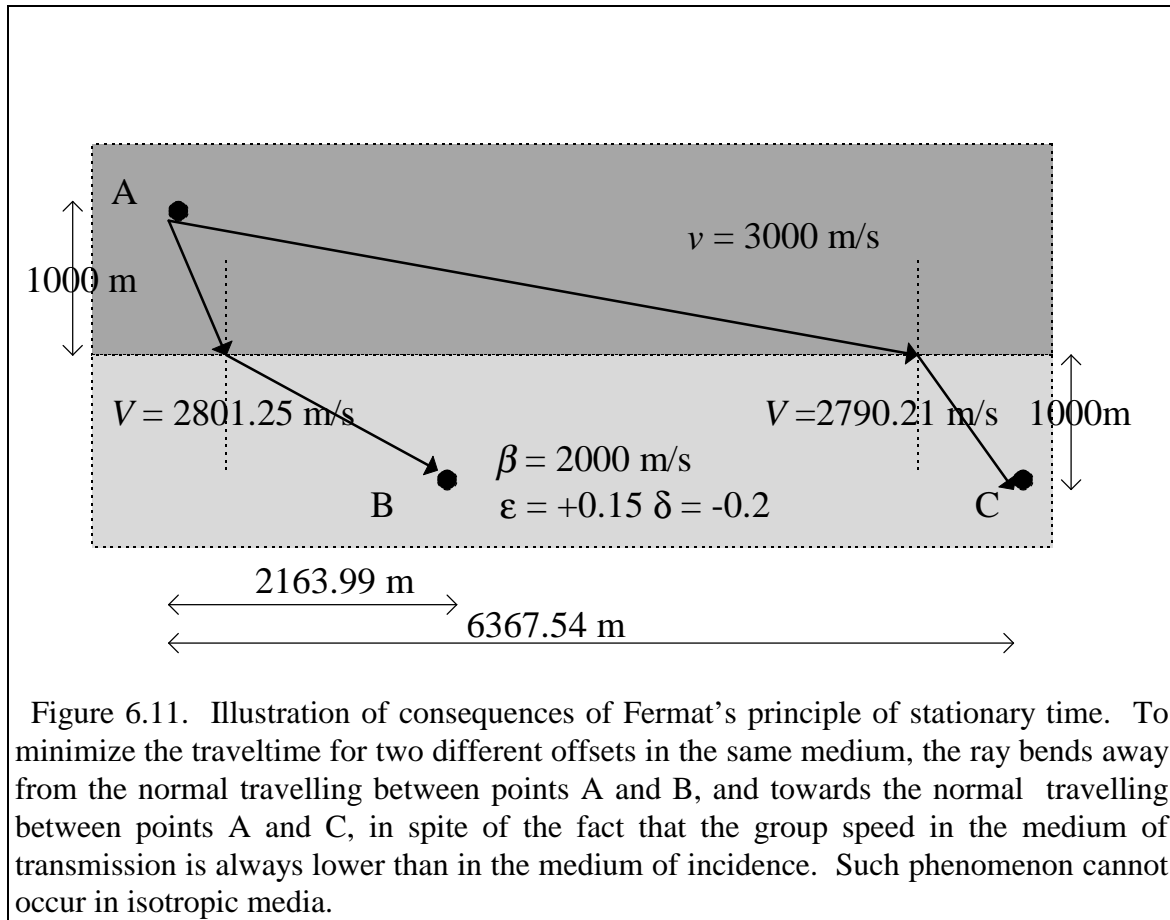 A
v = 3000 m/s
1000 m
V = 2801.25 m/s
V =2790.21 m/s
1000m
β = 2000 m/s
B
ε = +0.15 δ = -0.2
C
2163.99 m
6367.54 m
Figure 6.11. Illustration of consequences of Fermat's principle of stationary time. To
minimize the traveltime for two different offsets in the same medium, the ray bends away
from the normal travelling between points A and B, and towards the normal travelling
between points A and C, in spite of the fact that the group speed in the medium of
transmission is always lower than in the medium of incidence. Such phenomenon cannot
occur in isotropic media.